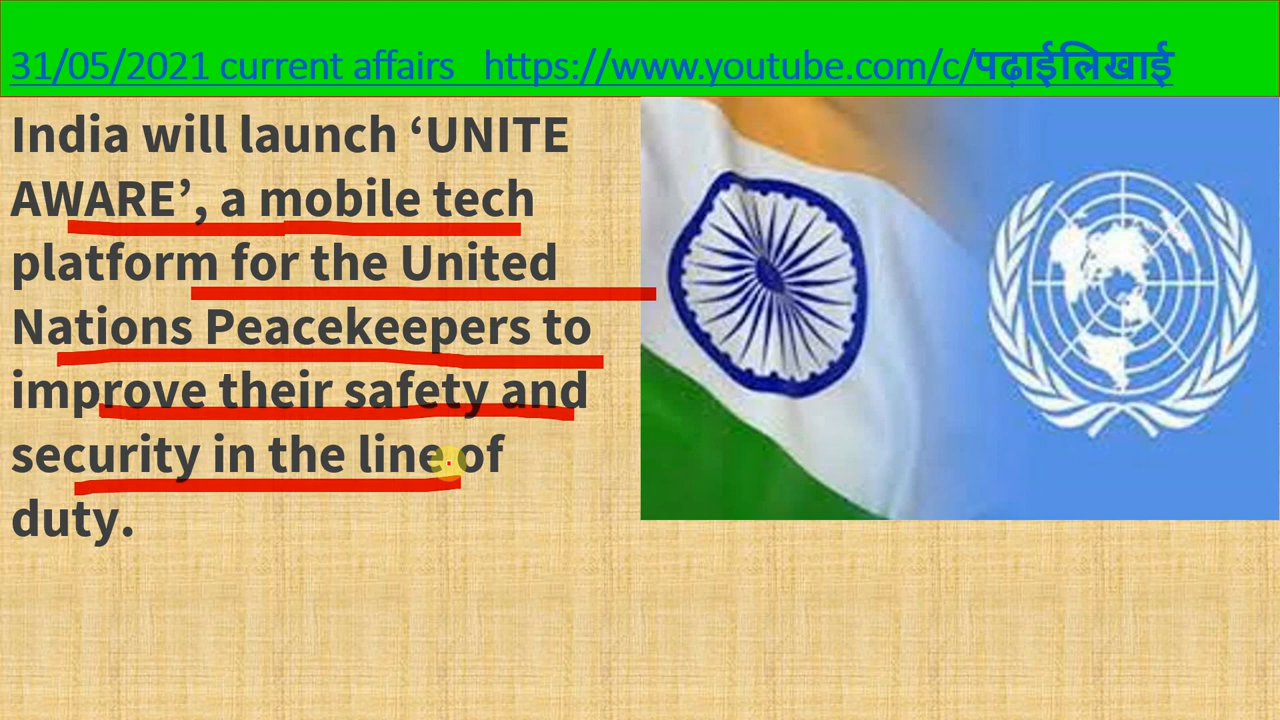 31/05/2021 current affairs https://www.youtube.com/c/पढ़ाईलिखाई
India will launch ‘UNITE
AWARE’, a mobile tech
platform for the United
Nations Peacekeepers to
improve their safety and
security in the line of
duty.